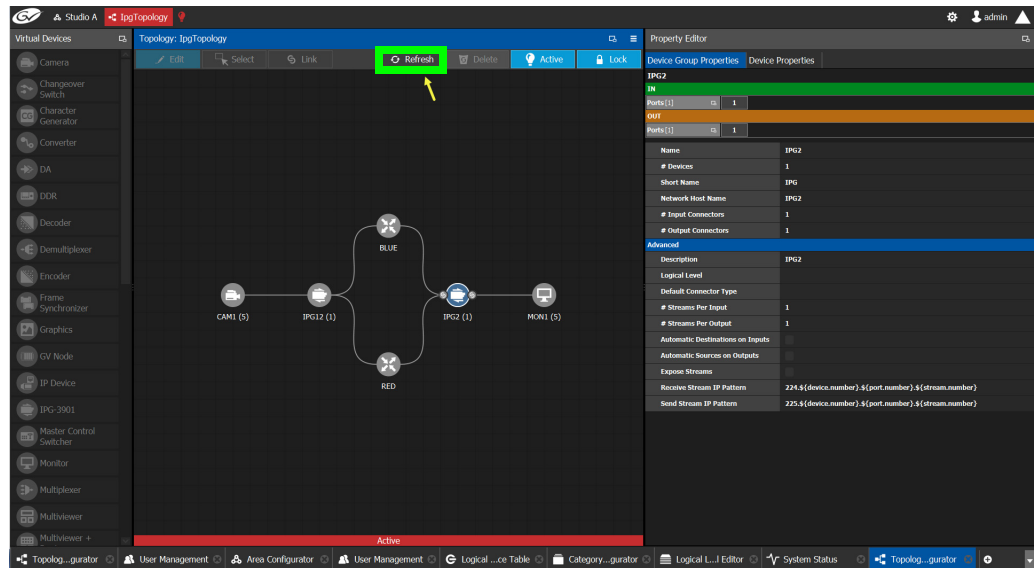 Studio A
IpgTopology
admin
Virtual Devices
Camera
Changeover
Switch
Character
Generator
Converter
DA
DDR
Decoder
Demultiplexer
Encoder
Frame
Synchronizer
Graphics
GV Node
IP Device
IPG-3901
Master Control
Switcher
Monitor
Multiplexer
Multiviewer
Multiviewer +
Topology: IpgTopology
Edit
Select
Link
Refresh
Delete
Active
Lock
BLUE
CAM1 (5)
IPG12 (1)
IPG2 (1)
MON1 (5)
RED
Active
Property Editor
Device Group Properties
Device Properties
IPG2
IN
Ports [1] 1
OUT
Ports [1] 1
Name IPG2
# Devices 1
Short Name IPG
Network Host Name IPG2
# Input Connectors 1
# Output Connectors 1
Advanced
Description IPG2
Logical Level
Default Connector Type
# Streams Per Input 1
# Streams Per Output 1
Automatic Destinations on Inputs
Automatic Sources on Outputs
Expose Streams
Receive Stream IP Pattern 224.${device.number}.${port.number}.${stream.number}
Send Stream IP Pattern 225.${device.number}.${port.number}.${stream.number}
Topolog...gurator
User Management
Area Configurator
User Management
Logical ...ce Table
Category...gurator
Logical L...l Editor
System Status
Topolog...gurator